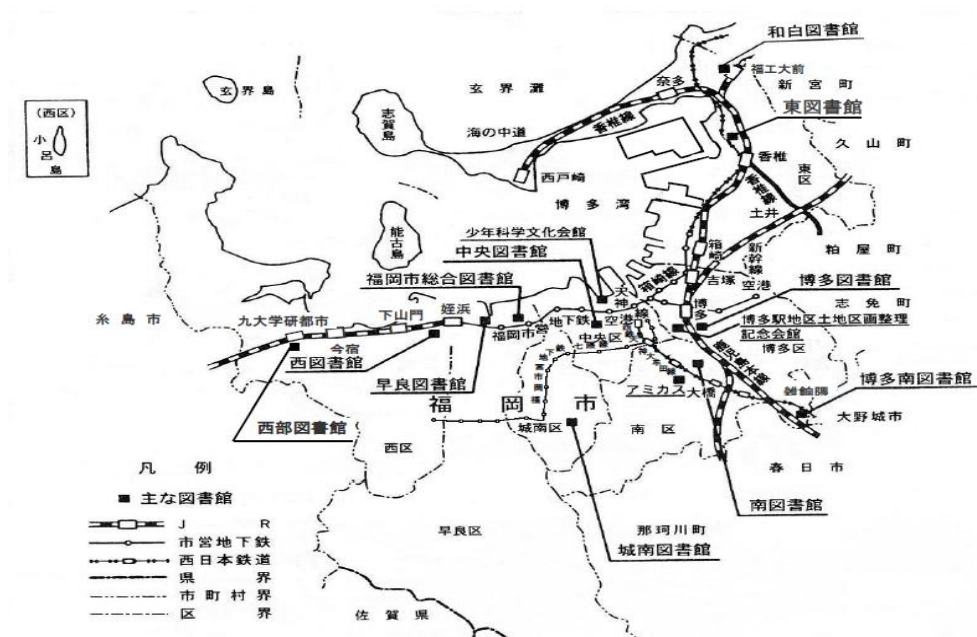 和白図書館
福工大前
新宮町
奈多
玄界灘
玄界島
(西区)
小呂島
志賀島
海の中道
香椎線
東図書館
久山町
香椎
東区
西戸崎
香椎線
土井
博多湾
能古島
少年科学文化会館
中央図書館
福岡市総合図書館
箱崎
新幹線
粕屋町
箱崎線
吉塚
空港
天神
博多
博多図書館
志免町
糸島市
九大学研都市
下山門
姪浜
福岡市営
地下鉄
空港線
中央区
博多駅地区土地区画整理
記念会館
博多区
今宿
西図書館
早良図書館
地下鉄七隈線
鹿児島本線
雑餉隈
博多南図書館
アミカス
大橋
大野城市
西部図書館
福岡市
城南区
南区
西区
春日市
南図書館
凡例
主な図書館
JR
市営地下鉄
西日本鉄道
県界
市町村界
区界
早良区
那珂川町
城南図書館
佐賀県